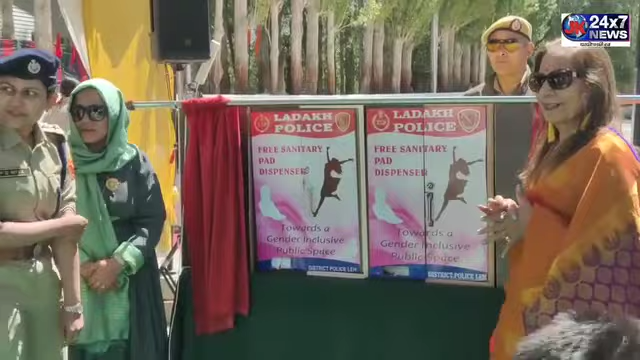 24x7
NEWS
LADAKH
POLICE
FREE SANITARY
PAD
DISPENSER
Towards a
Gender Inclusive
Public Space
DISTRICT POLICE LEH
LADAKH
POLICE
FREE SANITARY
PAD
DISPENSER
Towards a
Gender Inclusive
Public Space
DISTRICT POLICE LEH